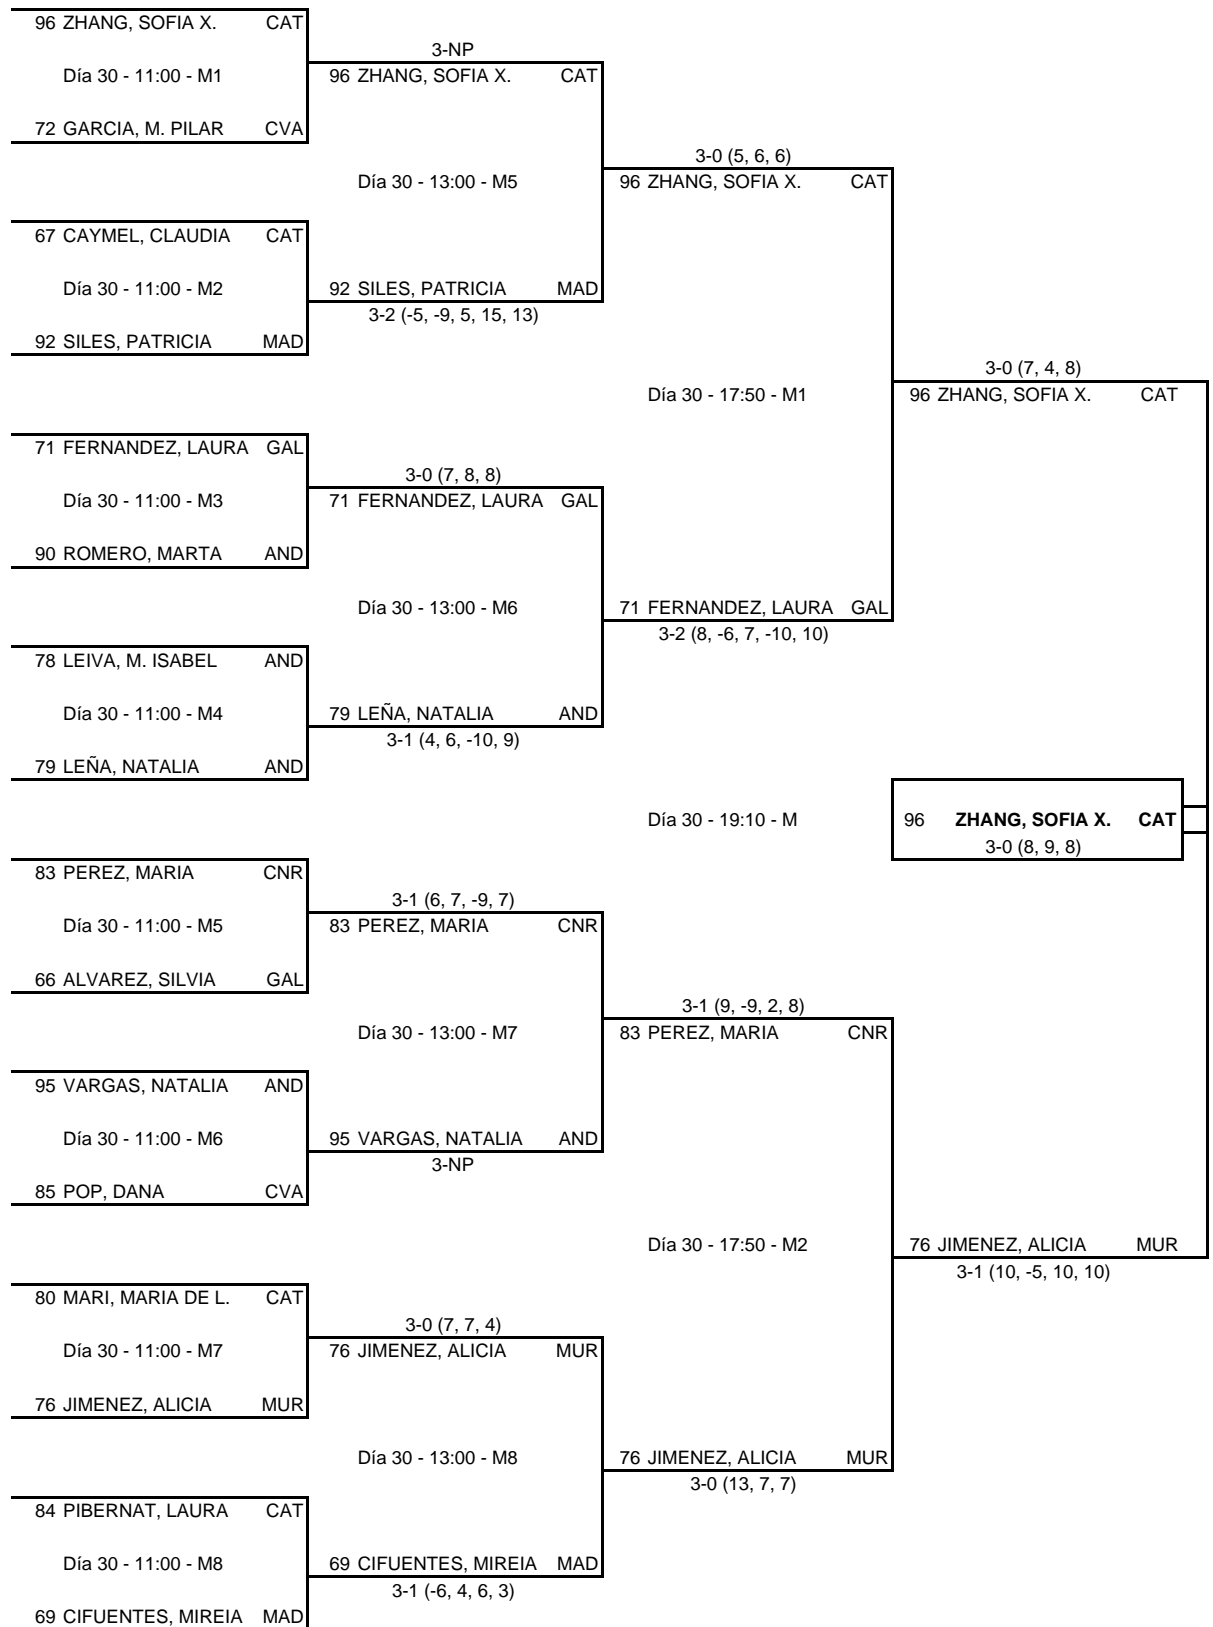 96 ZHANG, SOFIA X. CAT
3-NP
Día 30 - 11:00 - M1
96 ZHANG, SOFIA X. CAT
72 GARCIA, M. PILAR CVA
3-0 (5, 6, 6)
Día 30 - 13:00 - M5
96 ZHANG, SOFIA X. CAT
67 CAYMEL, CLAUDIA CAT
Día 30 - 11:00 - M2
92 SILES, PATRICIA MAD
3-2 (-5, -9, 5, 15, 13)
92 SILES, PATRICIA MAD
3-0 (7, 4, 8)
Día 30 - 17:50 - M1
96 ZHANG, SOFIA X. CAT
71 FERNANDEZ, LAURA GAL
3-0 (7, 8, 8)
Día 30 - 11:00 - M3
71 FERNANDEZ, LAURA GAL
90 ROMERO, MARTA AND
Día 30 - 13:00 - M6
71 FERNANDEZ, LAURA GAL
3-2 (8, -6, 7, -10, 10)
78 LEIVA, M. ISABEL AND
Día 30 - 11:00 - M4
79 LEÑA, NATALIA AND
3-1 (4, 6, -10, 9)
79 LEÑA, NATALIA AND
Día 30 - 19:10 - M
96 ZHANG, SOFIA X. CAT
3-0 (8, 9, 8)
83 PEREZ, MARIA CNR
3-1 (6, 7, -9, 7)
Día 30 - 11:00 - M5
83 PEREZ, MARIA CNR
66 ALVAREZ, SILVIA GAL
3-1 (9, -9, 2, 8)
Día 30 - 13:00 - M7
83 PEREZ, MARIA CNR
95 VARGAS, NATALIA AND
Día 30 - 11:00 - M6
95 VARGAS, NATALIA AND
3-NP
85 POP, DANA CVA
Día 30 - 17:50 - M2
76 JIMENEZ, ALICIA MUR
3-1 (10, -5, 10, 10)
80 MARI, MARIA DE L. CAT
3-0 (7, 7, 4)
Día 30 - 11:00 - M7
76 JIMENEZ, ALICIA MUR
76 JIMENEZ, ALICIA MUR
Día 30 - 13:00 - M8
76 JIMENEZ, ALICIA MUR
3-0 (13, 7, 7)
84 PIBERNAT, LAURA CAT
Día 30 - 11:00 - M8
69 CIFUENTES, MIREIA MAD
3-1 (-6, 4, 6, 3)
69 CIFUENTES, MIREIA MAD